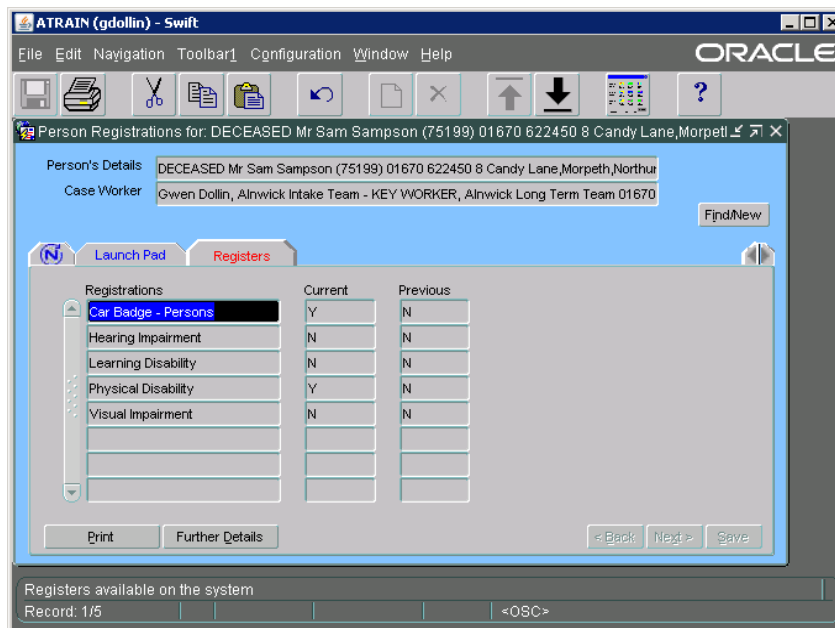 ATRAIN (gdollin) - Swift
File Edit Navigation Toolbar1 Configuration Window Help
ORACLE
?
Person Registrations for: DECEASED Mr Sam Sampson (75199) 01670 622450 8 Candy Lane,Morpetl
Person's Details DECEASED Mr Sam Sampson (75199) 01670 622450 8 Candy Lane,Morpeth,Northur
Case Worker Gwen Dollin, Alnwick Intake Team - KEY WORKER, Alnwick Long Term Team 01670
Find/New
N Launch Pad Registers
Registrations Current Previous
Car Badge - Persons Y N
Hearing Impairment N N
Learning Disability N N
Physical Disability Y N
Visual Impairment N N
Print Further Details < Back Next > Save
Registers available on the system
Record: 1/5 <OSC>